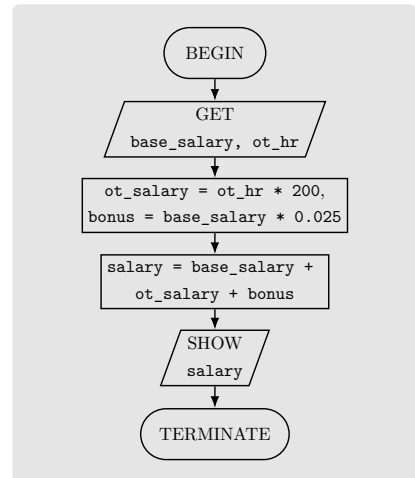 BEGIN
GET
base_salary, ot_hr
ot_salary = ot_hr * 200,
bonus = base_salary * 0.025
salary = base_salary +
ot_salary + bonus
SHOW
salary
TERMINATE